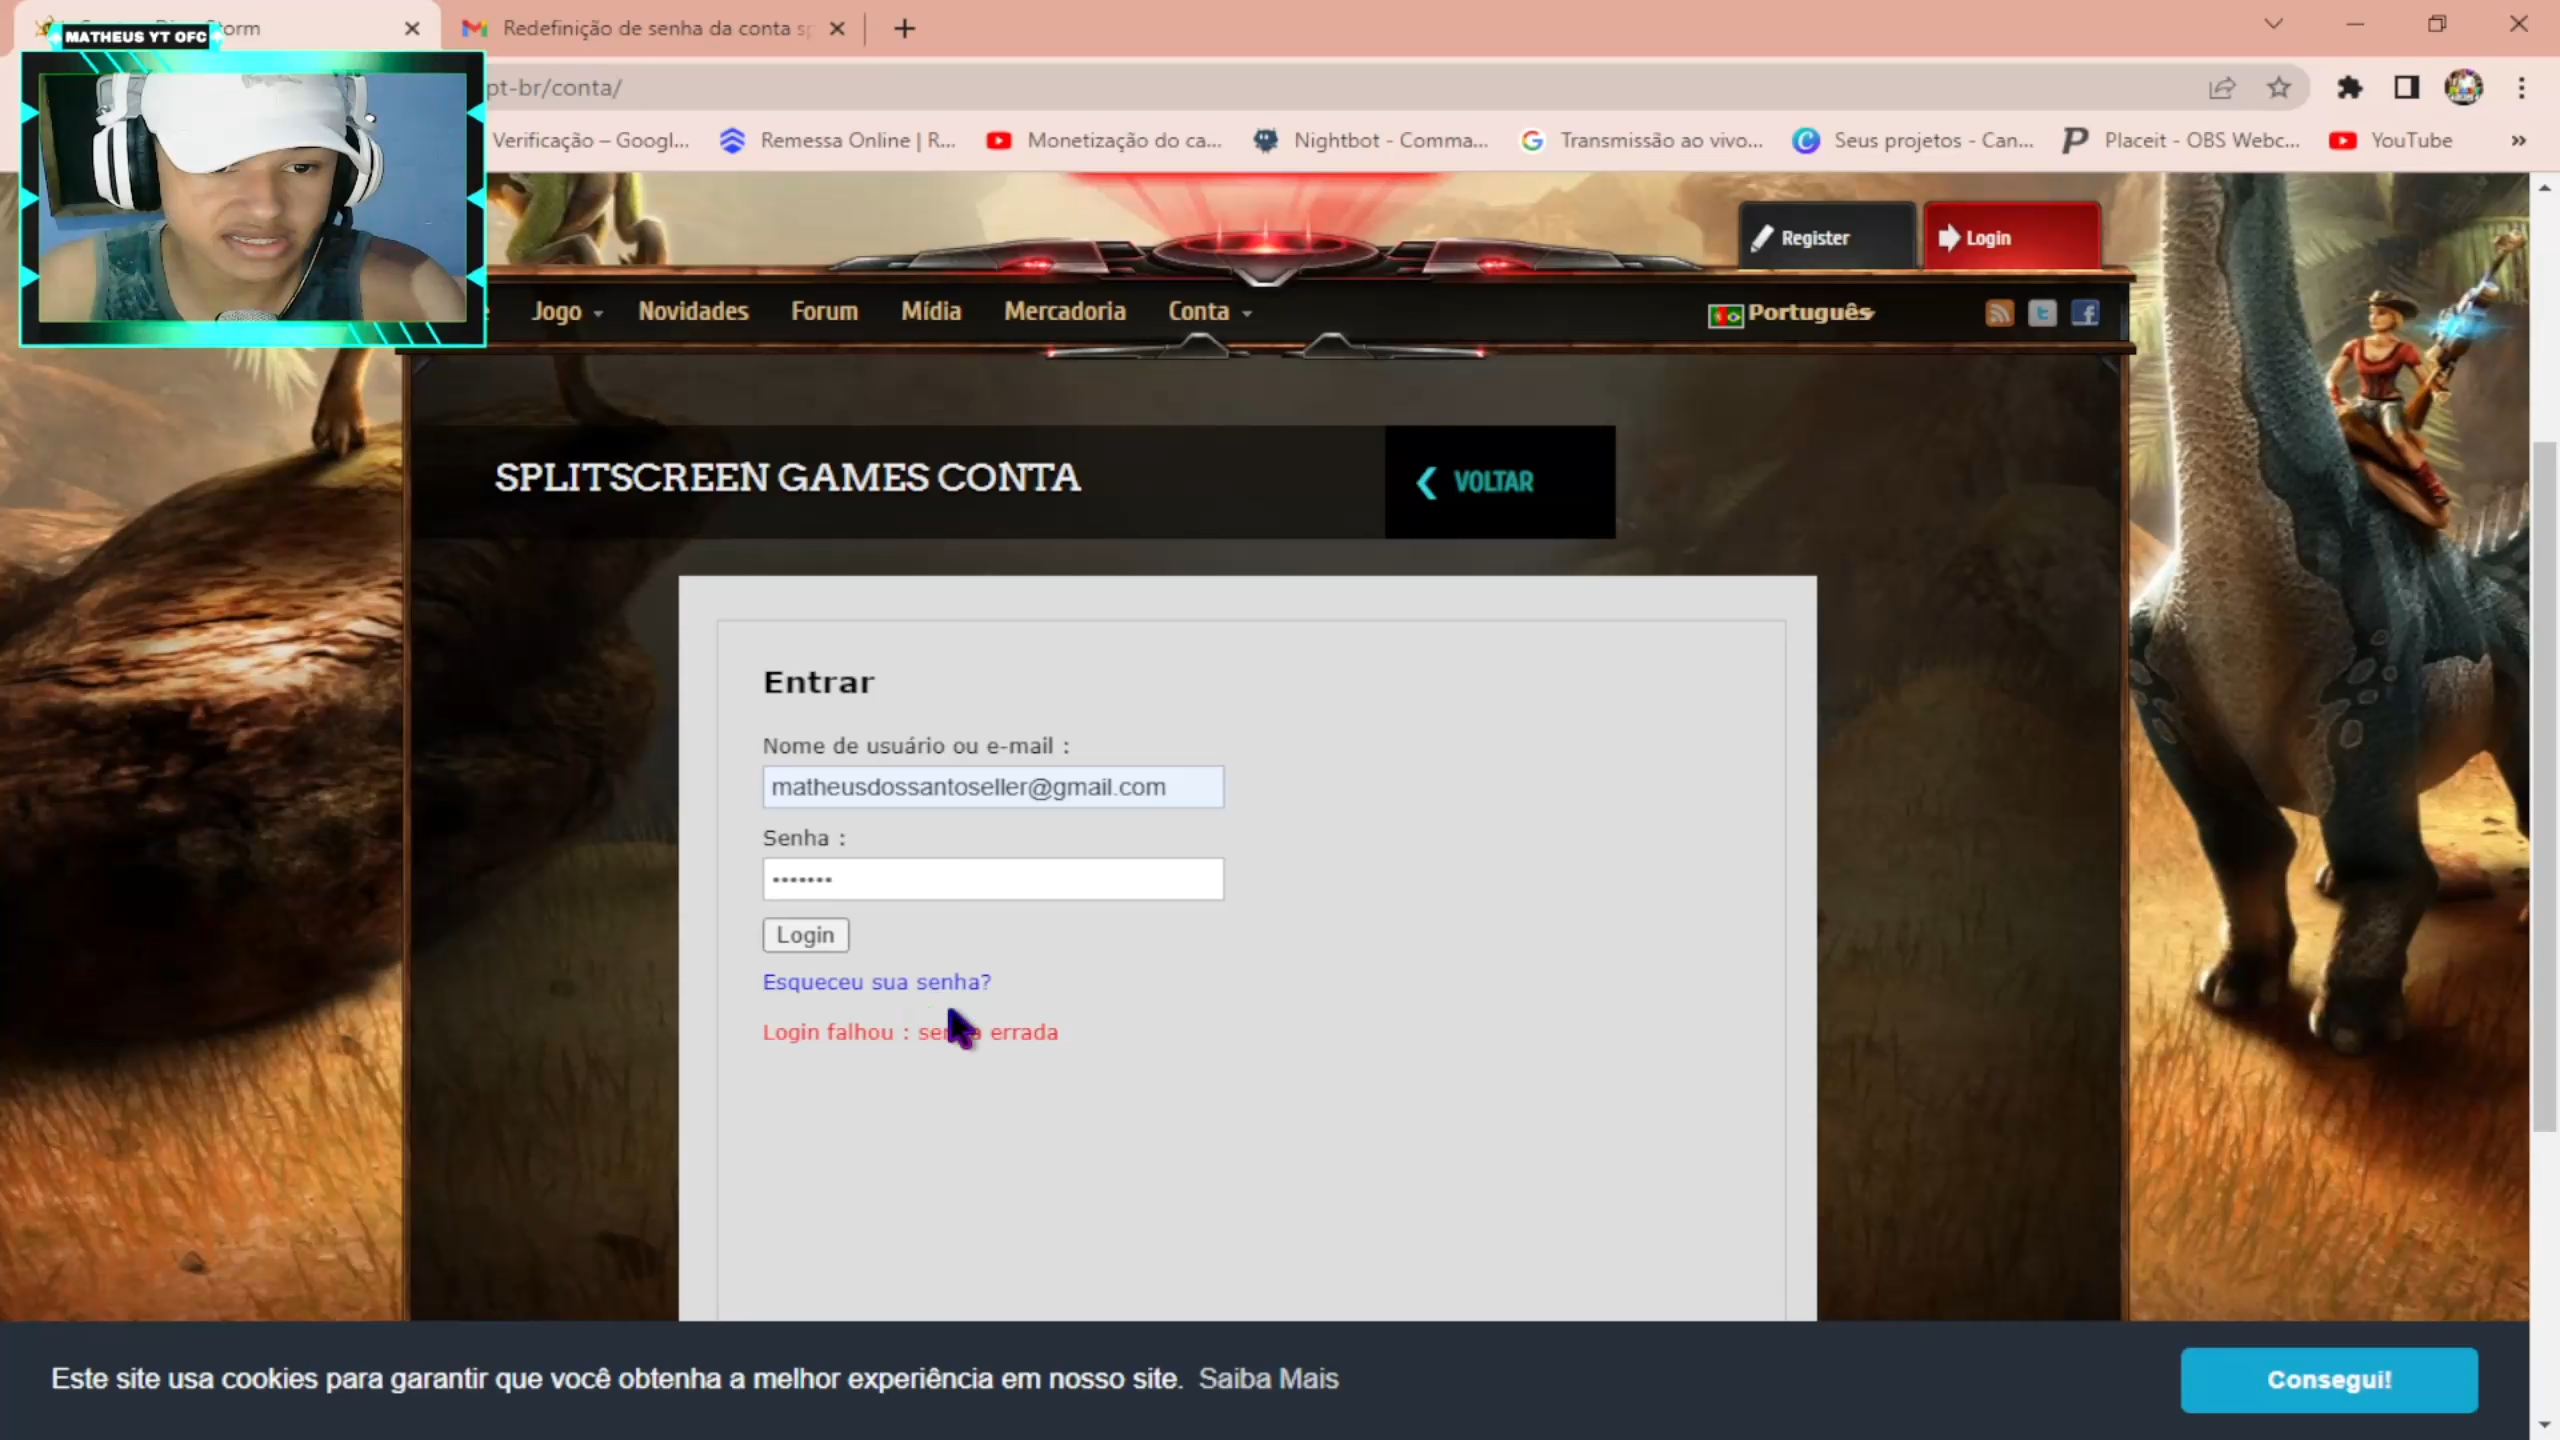 orm
Redefinição de senha da conta sp
MATHEUS YT OFC
pt-br/conta/
Verificação – Googl...
Remessa Online | R...
Monetização do ca...
Nightbot - Comma...
Transmissão ao vivo...
Seus projetos - Can...
Placeit - OBS Webc...
YouTube
Register
Login
Jogo
Novidades
Forum
Mídia
Mercadoria
Conta
Português
SPLITSCREEN GAMES CONTA
VOLTAR
Entrar
Nome de usuário ou e-mail :
matheusdossantoseller@gmail.com
Senha :
•••••••
Login
Esqueceu sua senha?
Login falhou : senha errada
Este site usa cookies para garantir que você obtenha a melhor experiência em nosso site. Saiba Mais
Consegui!